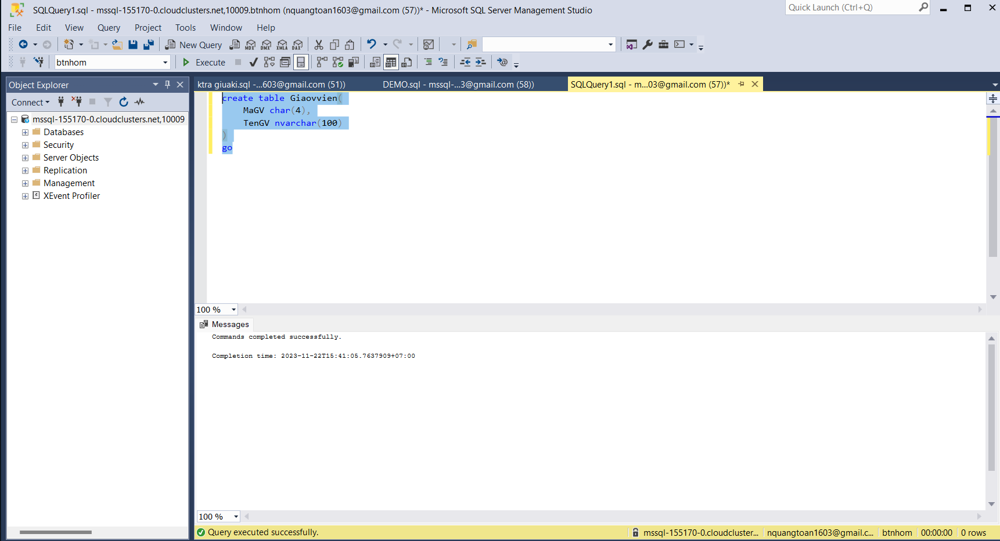 SQLQuery1.sql - mssql-155170-0.cloudclusters.net,10009.btnhom (nquangtoan1603@gmail.com (57))* - Microsoft SQL Server Management Studio
Quick Launch (Ctrl+Q)
File Edit View Query Project Tools Window Help
New Query MDX DMX XMLA DAX
btnhom Execute
Object Explorer
ktra giuaki.sql -...603@gmail.com (51)) DEMO.sql - mssql-...3@gmail.com (58)) SQLQuery1.sql - m...03@gmail.com (57))*
Connect
mssql-155170-0.cloudclusters.net,10009
Databases
Security
Server Objects
Replication
Management
XEvent Profiler
create table Giaovvien(
MaGV char(4),
TenGV nvarchar(100)
)
go
100 %
Messages
Commands completed successfully.
Completion time: 2023-11-22T15:41:05.7637909+07:00
100 %
Query executed successfully. mssql-155170-0.cloudcluster... nquangtoan1603@gmail.c... btnhom 00:00:00 0 rows